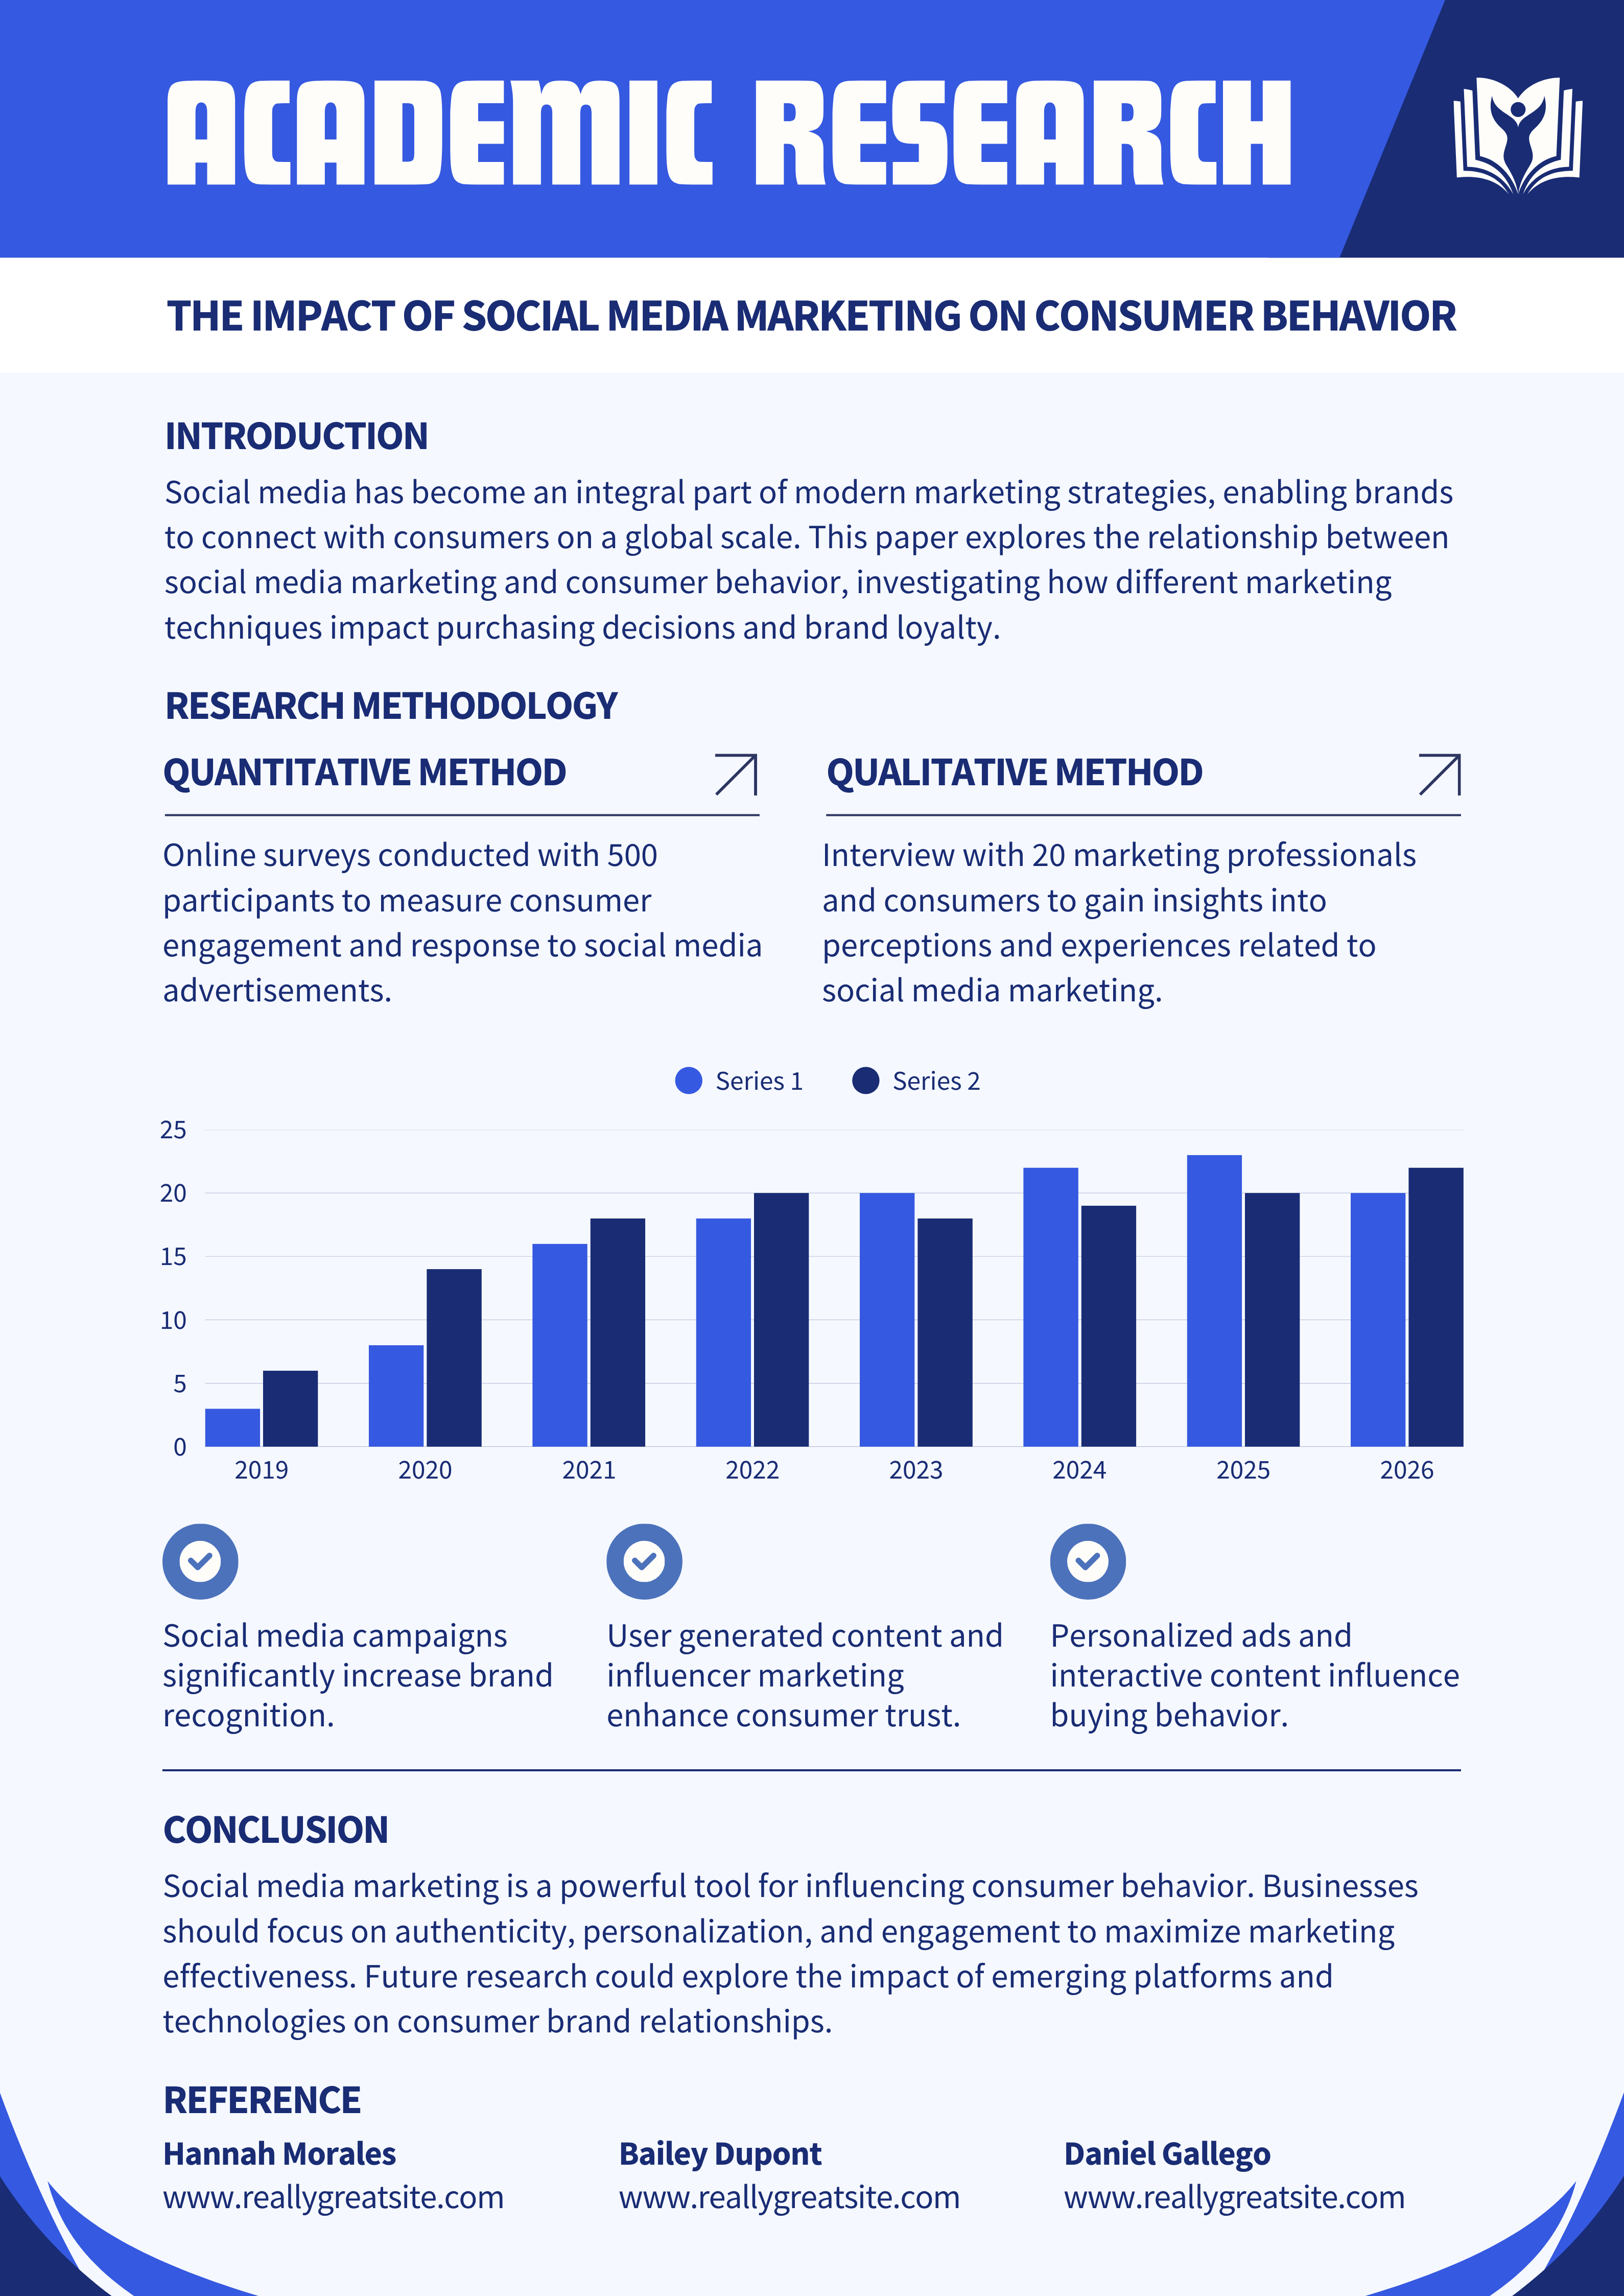 ACADEMIC RESEARCH
THE IMPACT OF SOCIAL MEDIA MARKETING ON CONSUMER BEHAVIOR
INTRODUCTION
Social media has become an integral part of modern marketing strategies, enabling brands
to connect with consumers on a global scale. This paper explores the relationship between
social media marketing and consumer behavior, investigating how different marketing
techniques impact purchasing decisions and brand loyalty.
RESEARCH METHODOLOGY
QUANTITATIVE METHOD
Online surveys conducted with 500
participants to measure consumer
engagement and response to social media
advertisements.
QUALITATIVE METHOD
Interview with 20 marketing professionals
and consumers to gain insights into
perceptions and experiences related to
social media marketing.
Series 1 Series 2
25
20
15
10
5
0
2019 2020 2021 2022 2023 2024 2025 2026
Social media campaigns
significantly increase brand
recognition.
User generated content and
influencer marketing
enhance consumer trust.
Personalized ads and
interactive content influence
buying behavior.
CONCLUSION
Social media marketing is a powerful tool for influencing consumer behavior. Businesses
should focus on authenticity, personalization, and engagement to maximize marketing
effectiveness. Future research could explore the impact of emerging platforms and
technologies on consumer brand relationships.
REFERENCE
Hannah Morales
www.reallygreatsite.com
Bailey Dupont
www.reallygreatsite.com
Daniel Gallego
www.reallygreatsite.com